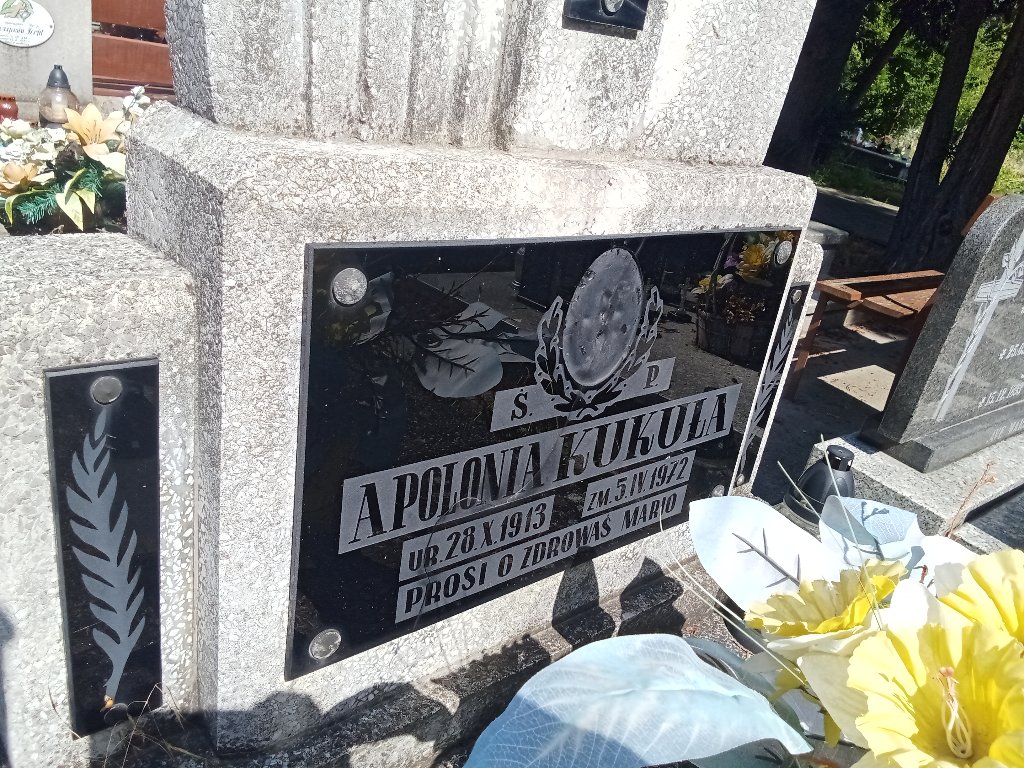 Ś. P.
APOLONIA KUKUŁA
UR. 28.X.1913 ZM. 5.IV.1972
PROSI O ZDROWAŚ MARIO